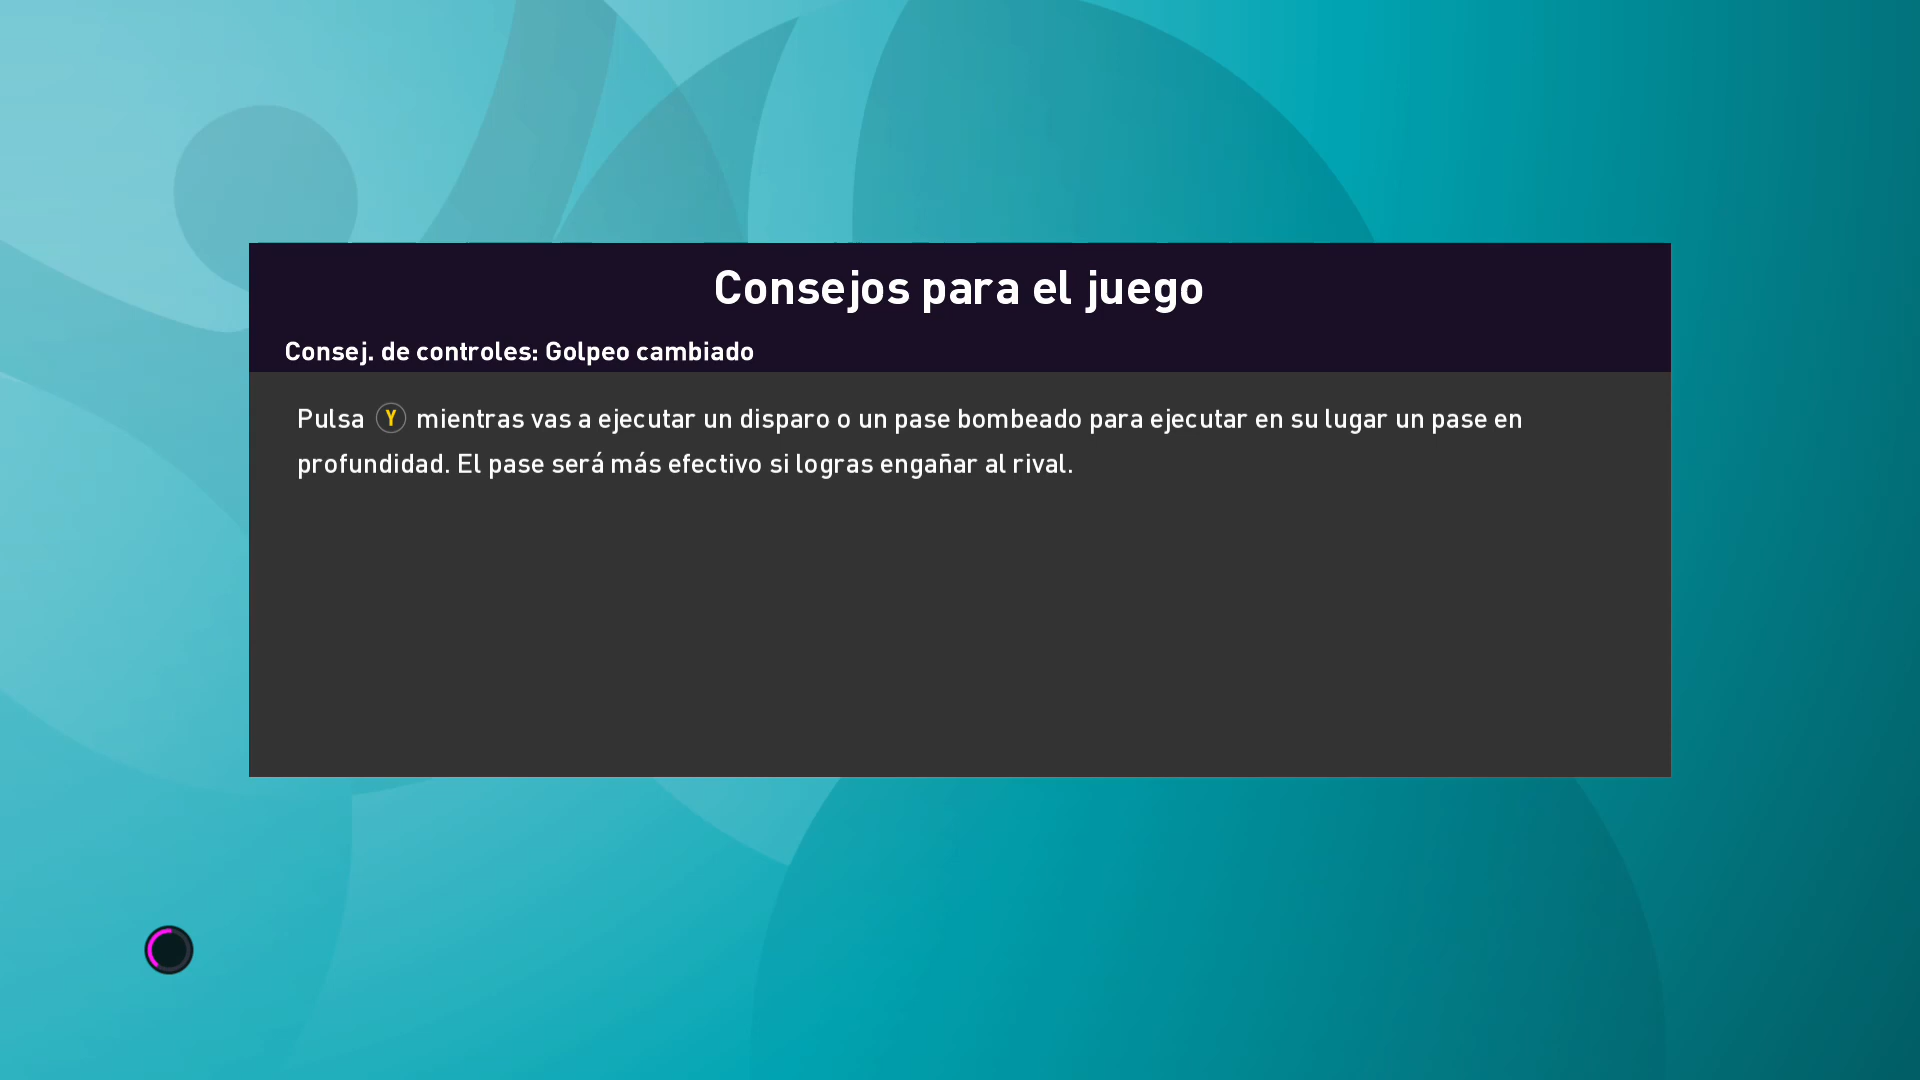 Consejos para el juego
Consej. de controles: Golpeo cambiado
Pulsa Y mientras vas a ejecutar un disparo o un pase bombeado para ejecutar en su lugar un pase en
profundidad. El pase será más efectivo si logras engañar al rival.